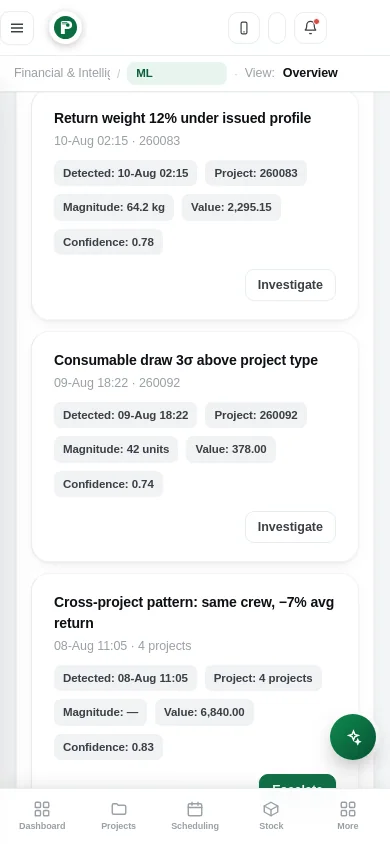 Financial & Intellig / ML · View: Overview
Return weight 12% under issued profile
10-Aug 02:15 · 260083
Detected: 10-Aug 02:15 Project: 260083
Magnitude: 64.2 kg Value: 2,295.15
Confidence: 0.78
Investigate
Consumable draw 3σ above project type
09-Aug 18:22 · 260092
Detected: 09-Aug 18:22 Project: 260092
Magnitude: 42 units Value: 378.00
Confidence: 0.74
Investigate
Cross-project pattern: same crew, −7% avg
return
08-Aug 11:05 · 4 projects
Detected: 08-Aug 11:05 Project: 4 projects
Magnitude: — Value: 6,840.00
Confidence: 0.83
Escalate
Dashboard Projects Scheduling Stock More